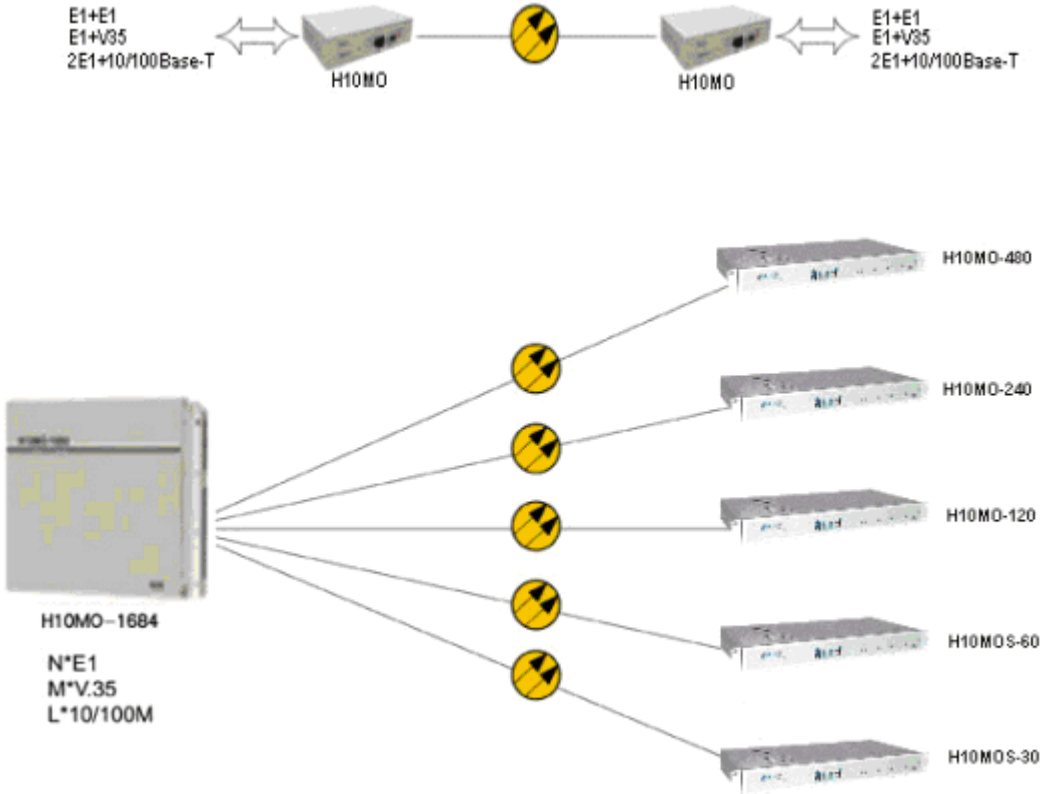 E1+E1
E1+V35
2E1+10/100Base-T
H10MO
H10MO
E1+E1
E1+V35
2E1+10/100Base-T
H10MO-480
H10MO-240
H10MO-120
H10MOS-60
H10MOS-30
H10MO-1684
N*E1
M*V.35
L*10/100M